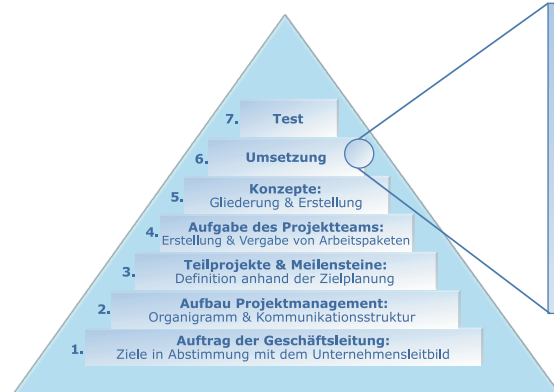 7. Test
6. Umsetzung
5. Konzepte:
Gliederung & Erstellung
4. Aufgabe des Projektteams:
Erstellung & Vergabe von Arbeitspaketen
3. Teilprojekte & Meilensteine:
Definition anhand der Zielplanung
2. Aufbau Projektmanagement:
Organigramm & Kommunikationsstruktur
1. Auftrag der Geschäftsleitung:
Ziele in Abstimmung mit dem Unternehmensleitbild